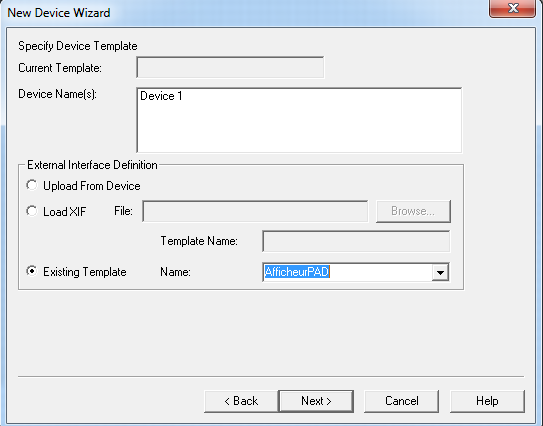 New Device Wizard
Specify Device Template
Current Template:
Device Name(s):
Device 1
External Interface Definition
Upload From Device
Load XIF File: Browse...
Template Name:
Existing Template Name: AfficheurPAD
< Back Next > Cancel Help